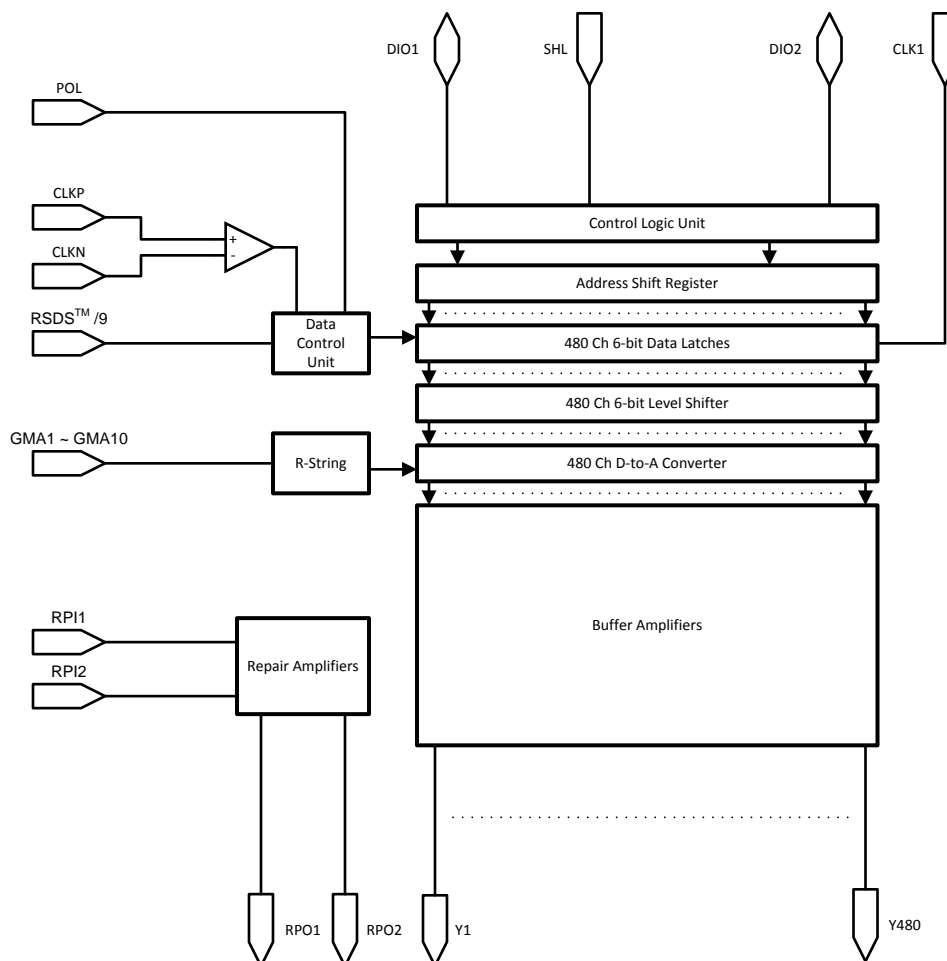 DIO1
SHL
DIO2
CLK1
POL
CLKP
CLKN
+
-
RSDS™ /9
Control Logic Unit
Address Shift Register
Data
Control
Unit
480 Ch 6-bit Data Latches
480 Ch 6-bit Level Shifter
GMA1 ~ GMA10
R-String
480 Ch D-to-A Converter
Buffer Amplifiers
RPI1
RPI2
Repair Amplifiers
RPO1
RPO2
Y1
Y480